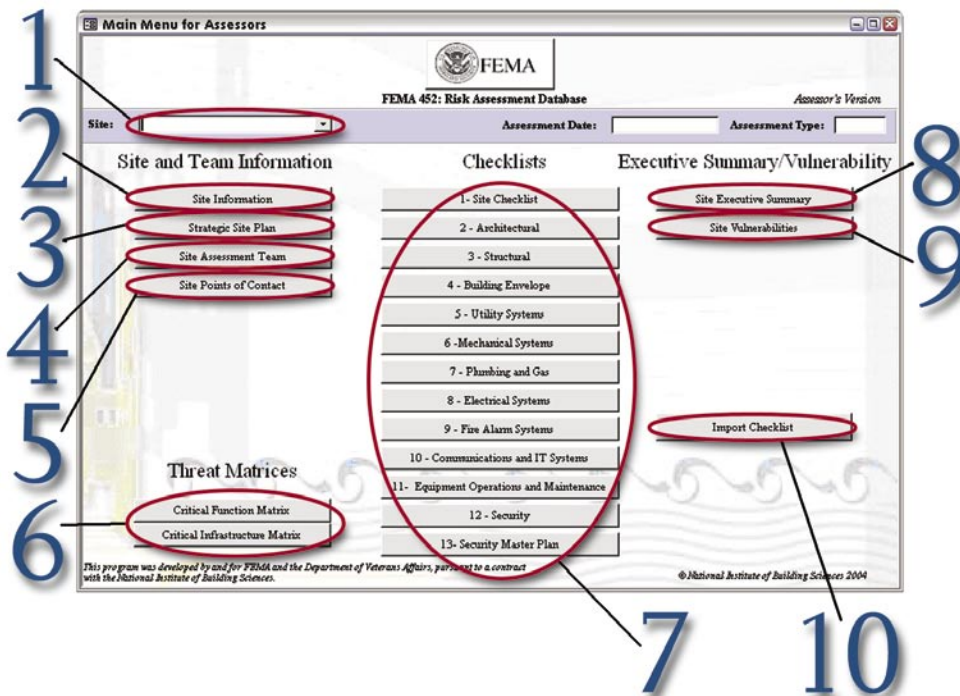 Main Menu for Assessors
FEMA
FEMA 452: Risk Assessment Database
Assessor's Version
Site:
Assessment Date:
Assessment Type:
Site and Team Information
Site Information
Strategic Site Plan
Site Assessment Team
Site Points of Contact
Threat Matrices
Critical Function Matrix
Critical Infrastructure Matrix
Checklists
1- Site Checklist
2 - Architectural
3 - Structural
4 - Building Envelope
5 - Utility Systems
6 -Mechanical Systems
7 - Plumbing and Gas
8 - Electrical Systems
9 - Fire Alarm Systems
10 - Communications and IT Systems
11- Equipment Operations and Maintenance
12 - Security
13- Security Master Plan
Executive Summary/Vulnerability
Site Executive Summary
Site Vulnerabilities
Import Checklist
This program was developed by and for FEMA and the Department of Veterans Affairs, pursuant to a contract
with the National Institute of Building Sciences.
© National Institute of Building Sciences 2004
1
2
3
4
5
6
7
8
9
10